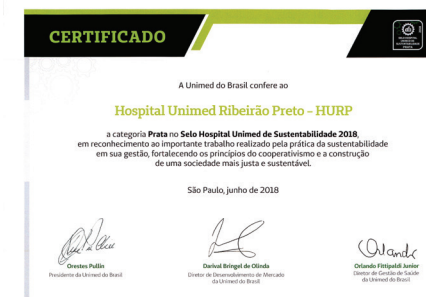 CERTIFICADO
A Unimed do Brasil confere ao
Hospital Unimed Ribeirão Preto - HURP
a categoria Prata no Selo Hospital Unimed de Sustentabilidade 2018,
em reconhecimento ao importante trabalho realizado pela prática da sustentabilidade
em sua gestão, fortalecendo os princípios do cooperativismo e a construção
de uma sociedade mais justa e sustentável.
São Paulo, junho de 2018
Orestes Pullin
Presidente da Unimed do Brasil
Darival Bringel de Olinda
Diretor de Desenvolvimento de Mercado
da Unimed do Brasil
Orlando Fittipaldi Junior
Diretor de Gestão de Saúde
da Unimed do Brasil